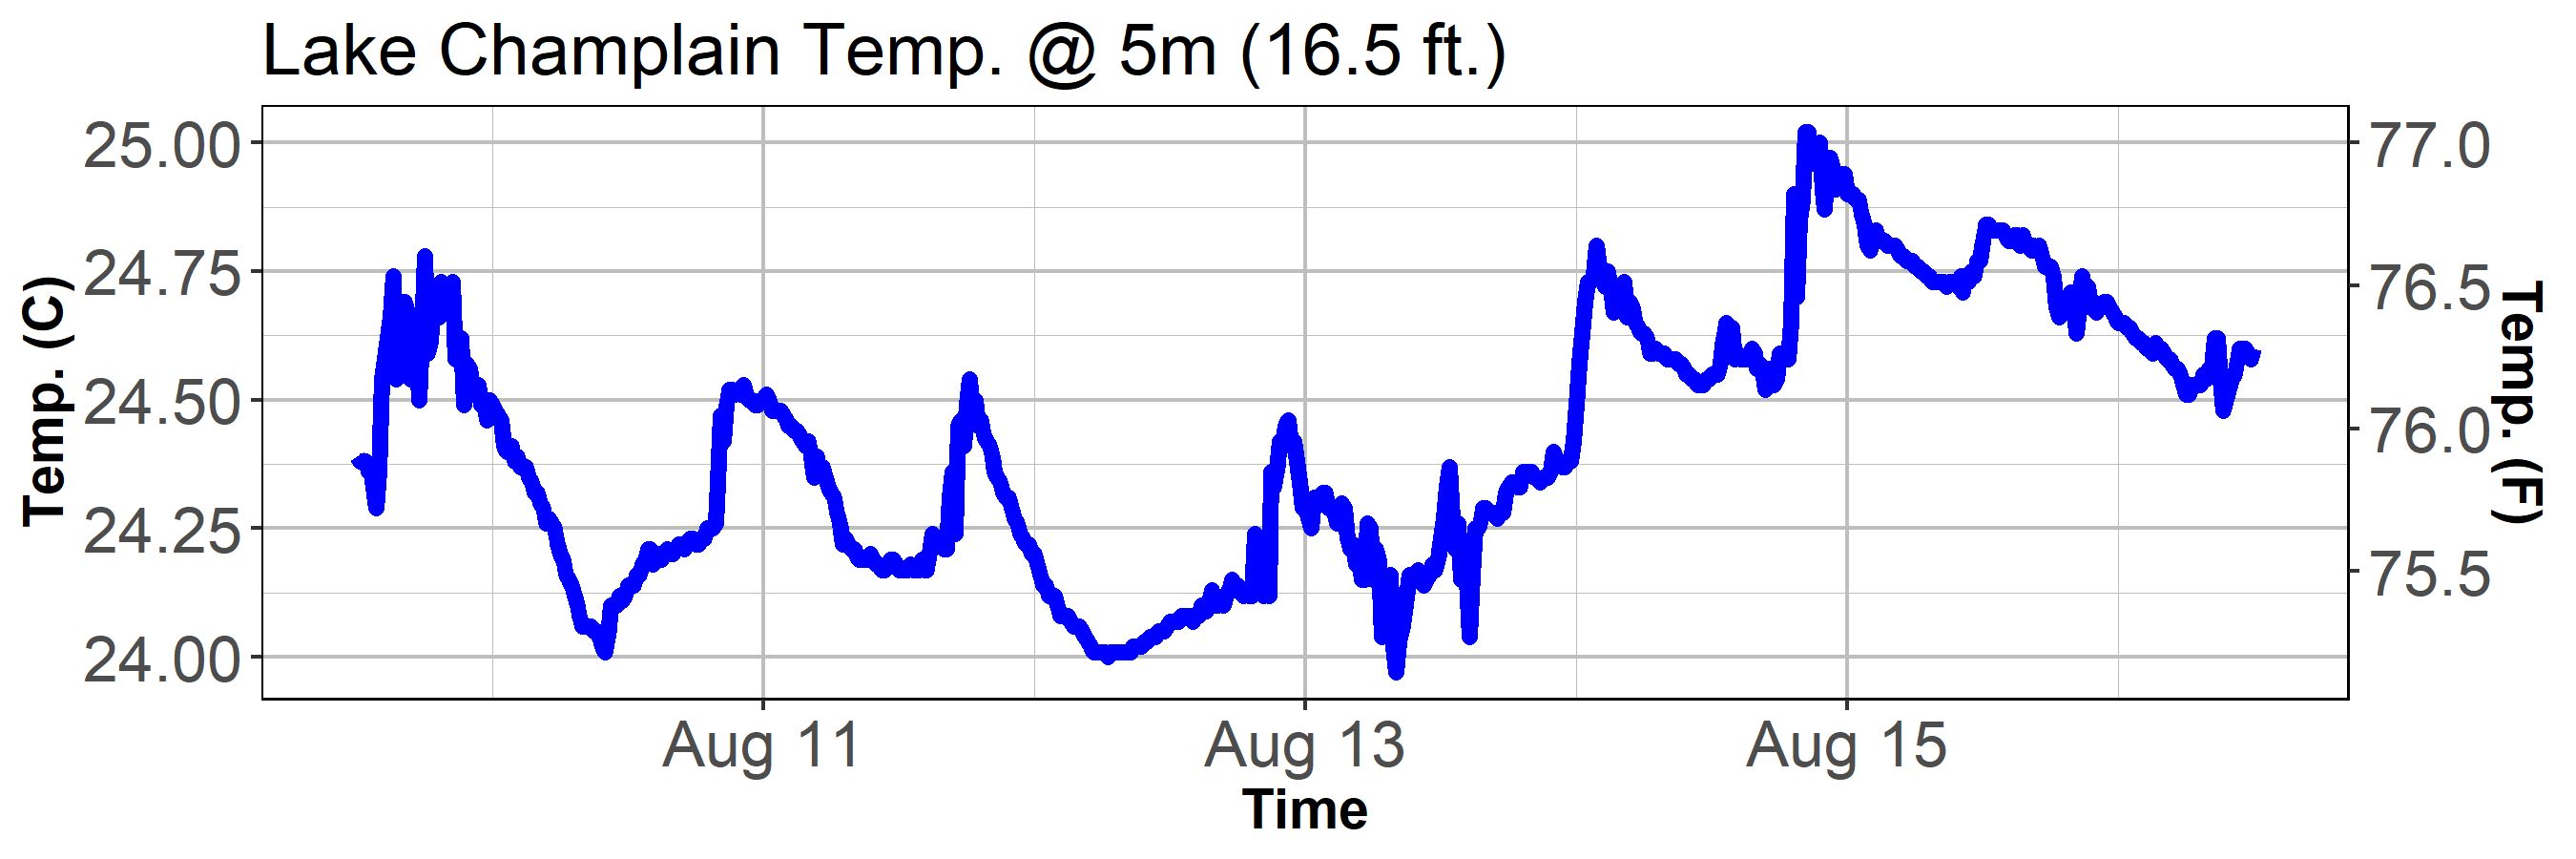 Lake Champlain Temp. @ 5m (16.5 ft.)
Temp. (C)
25.00
24.75
24.50
24.25
24.00
77.0
76.5
76.0
75.5
Temp. (F)
Aug 11
Aug 13
Aug 15
Time